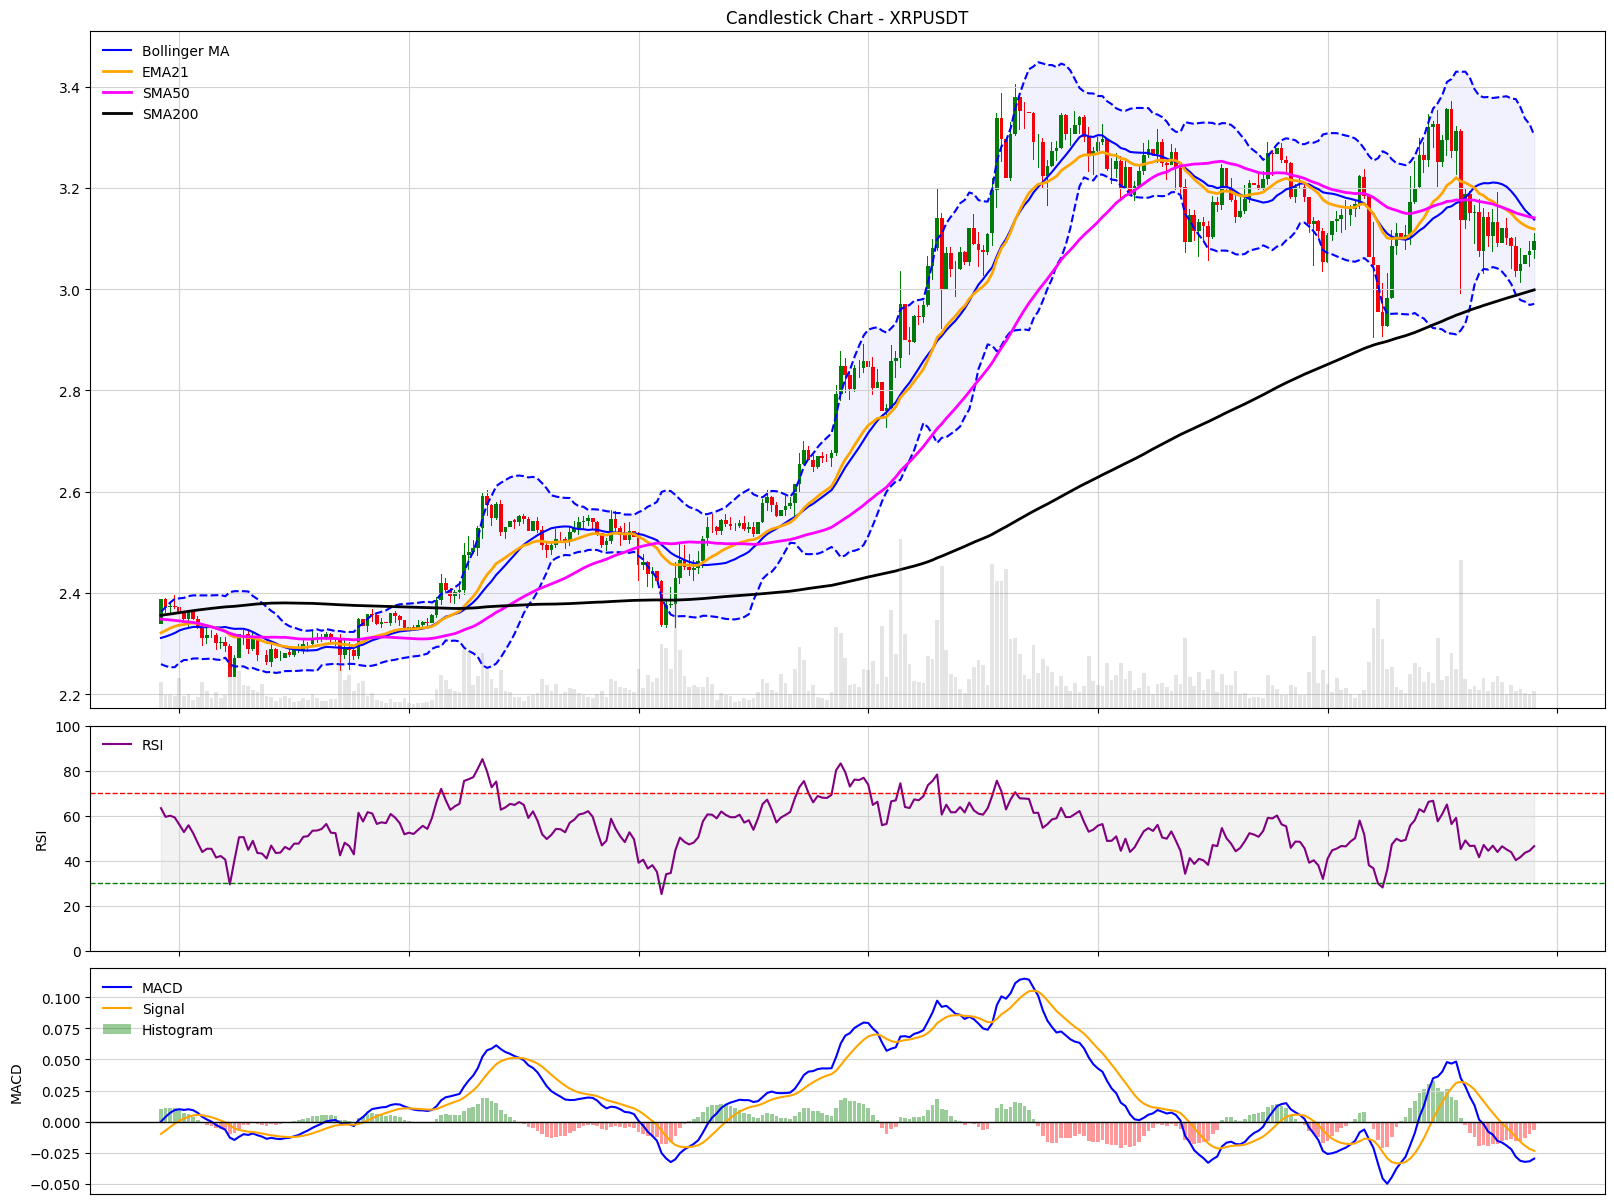 Candlestick Chart - XRPUSDT
Bollinger MA
EMA21
SMA50
SMA200
3.4
3.2
3.0
2.8
2.6
2.4
2.2
RSI
100
80
60
40
20
0
RSI
MACD
Signal
Histogram
0.100
0.075
0.050
0.025
0.000
−0.025
−0.050
MACD